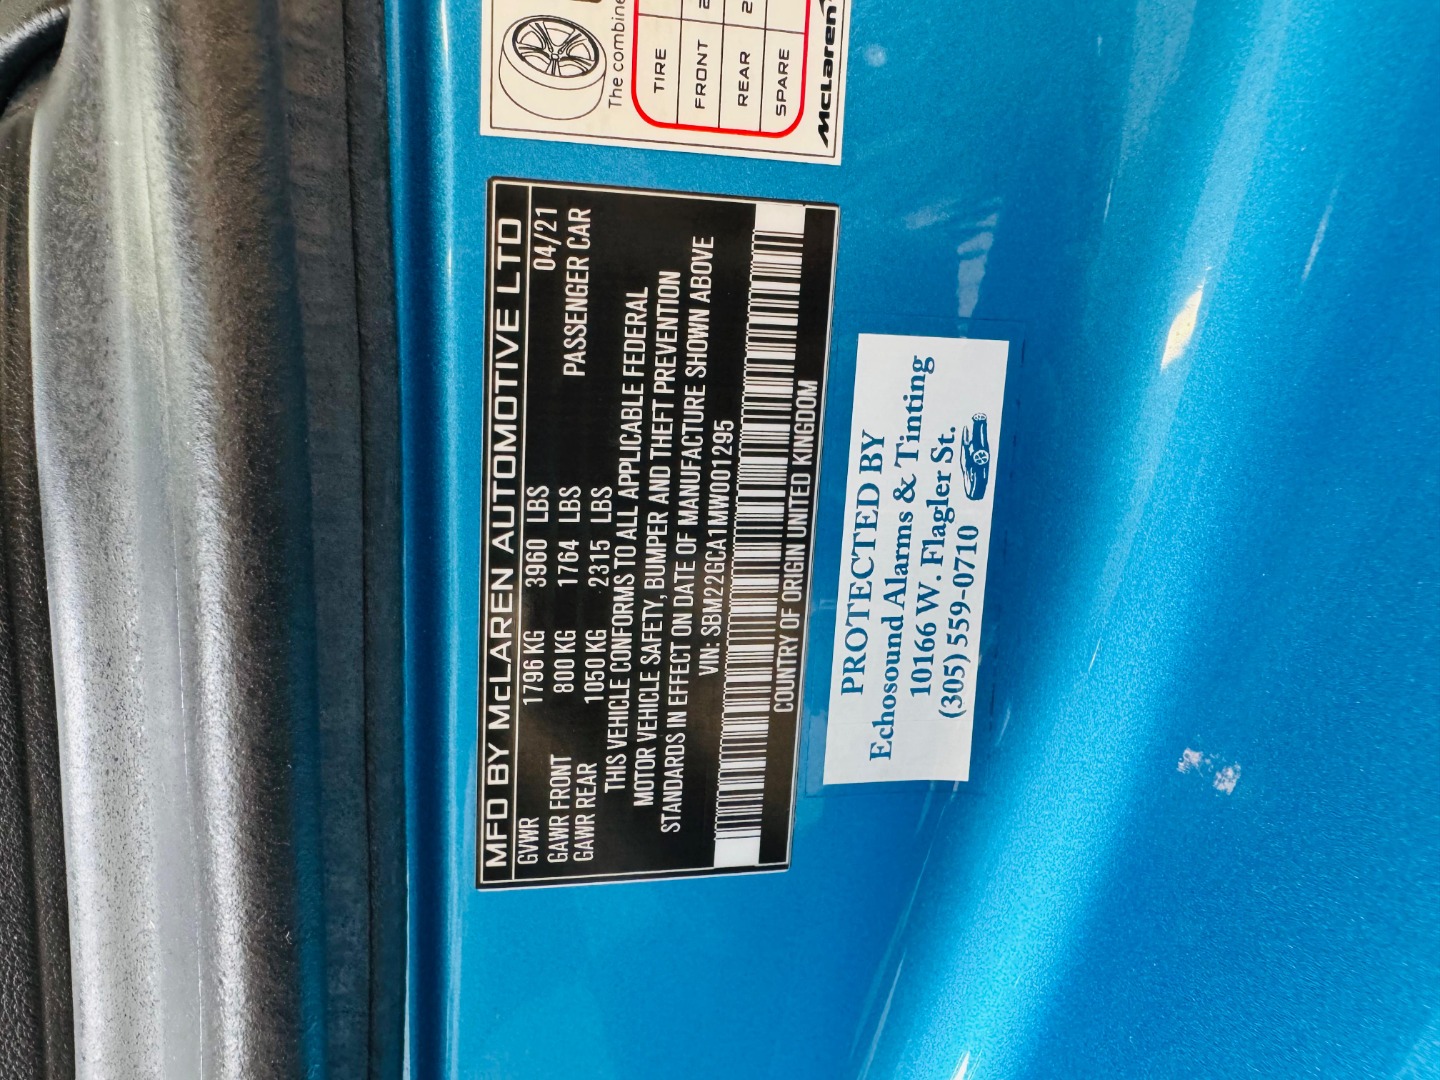 The combine
TIRE
FRONT 2
REAR 2
SPARE
McLaren
MFD BY McLAREN AUTOMOTIVE LTD
GVWR 1796 KG 3960 LBS 04/21
GAWR FRONT 800 KG 1764 LBS PASSENGER CAR
GAWR REAR 1050 KG 2315 LBS
THIS VEHICLE CONFORMS TO ALL APPLICABLE FEDERAL
MOTOR VEHICLE SAFETY, BUMPER AND THEFT PREVENTION
STANDARDS IN EFFECT ON DATE OF MANUFACTURE SHOWN ABOVE
VIN: SBM22GCA1MW001295
COUNTRY OF ORIGIN UNITED KINGDOM
PROTECTED BY
Echosound Alarms & Tinting
10166 W. Flagler St.
(305) 559-0710